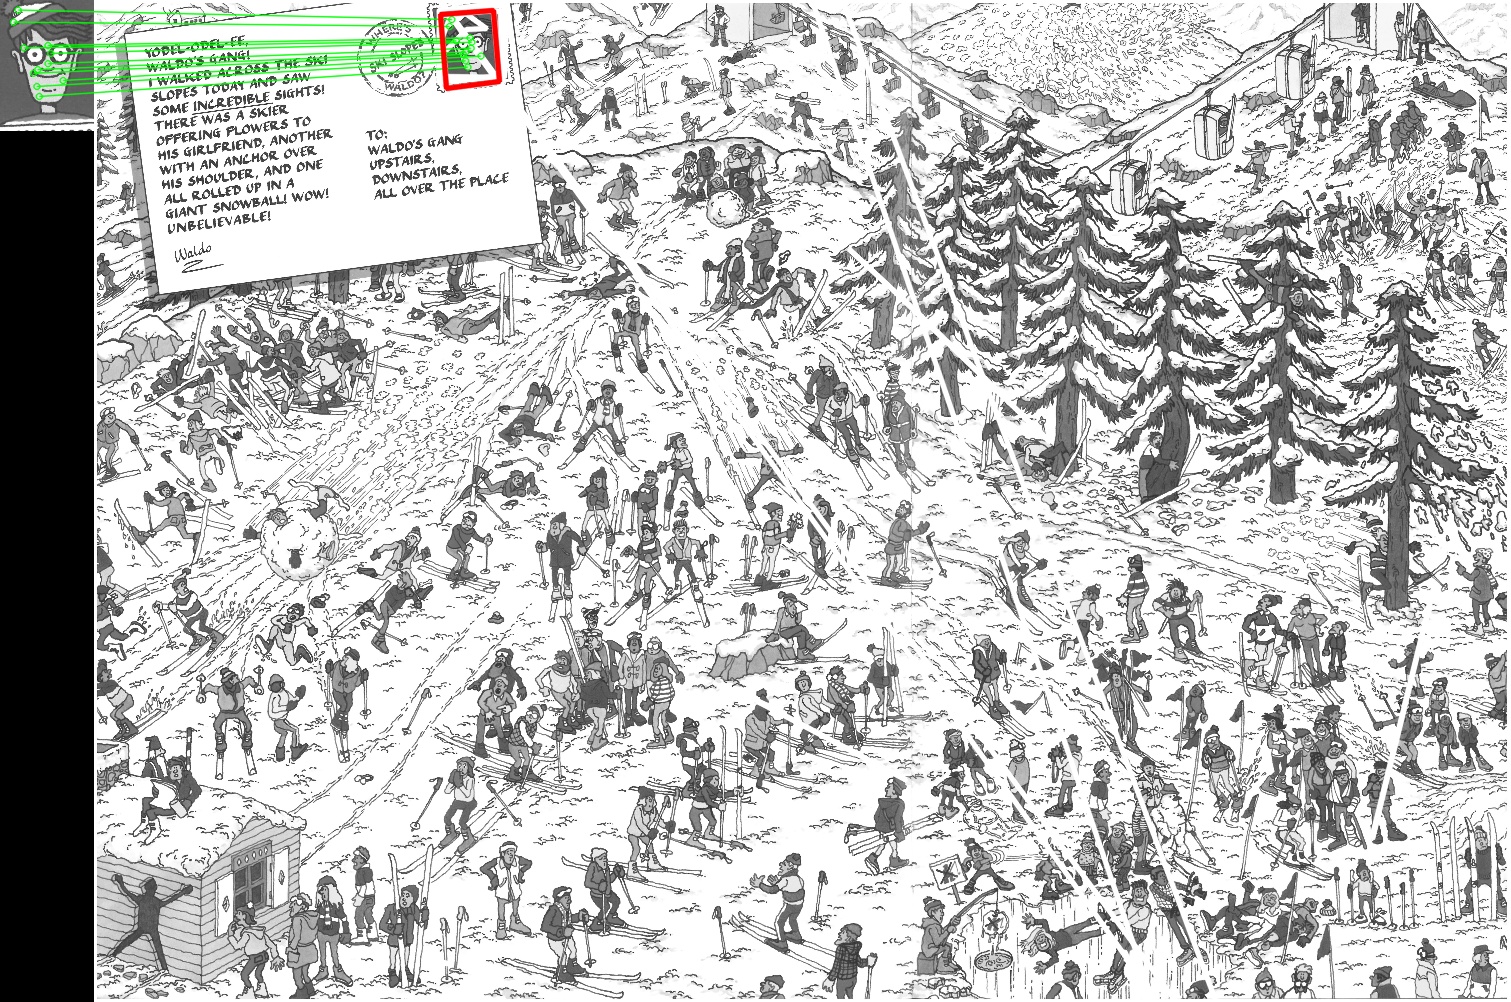 YODEL-ODEL-EE,
WALDO'S GANG!
I WALKED ACROSS THE SKI
SLOPES TODAY AND SAW
SOME INCREDIBLE SIGHTS!
THERE WAS A SKIER
OFFERING FLOWERS TO
HIS GIRLFRIEND, ANOTHER
WITH AN ANCHOR OVER
HIS SHOULDER, AND ONE
ALL ROLLED UP IN A
GIANT SNOWBALL! WOW!
UNBELIEVABLE!
Waldo
WHERE'S
SKI SLOPES
WALDO?
TO:
WALDO'S GANG
UPSTAIRS,
DOWNSTAIRS,
ALL OVER THE PLACE